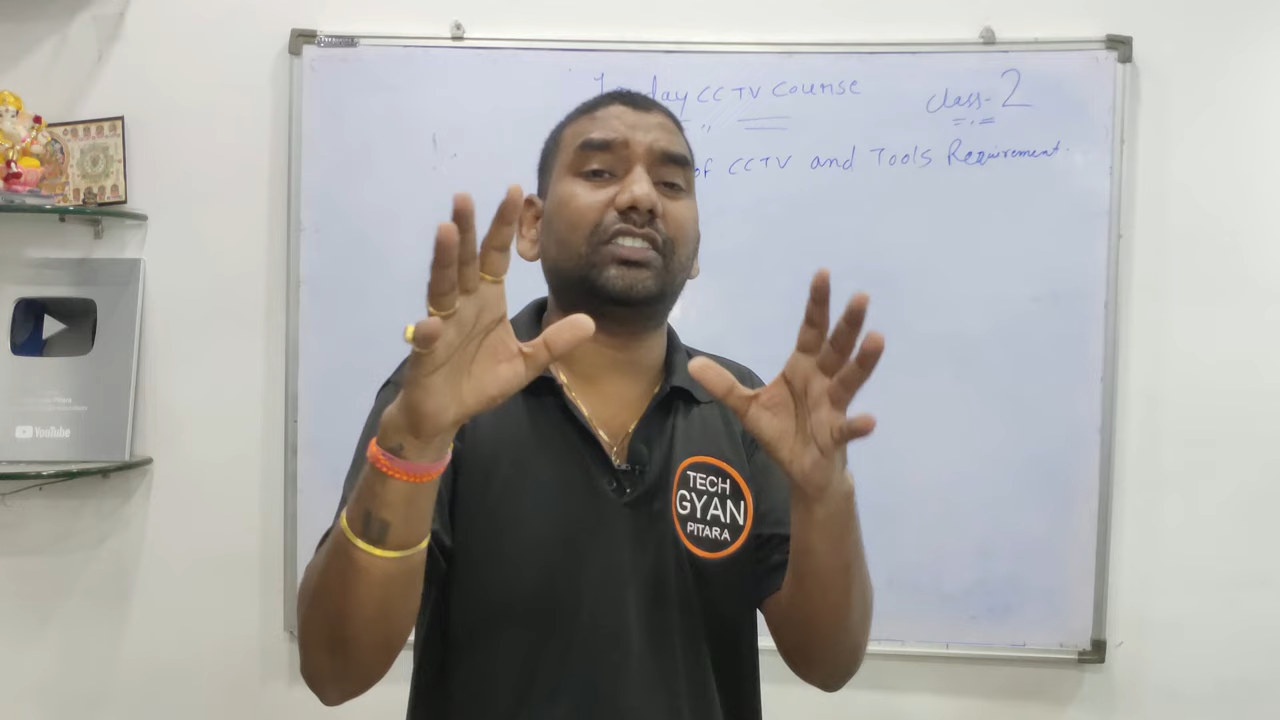 day CCTV Course
Class- 2
of CCTV and Tools Requirement.
TECH
GYAN
PITARA
YouTube